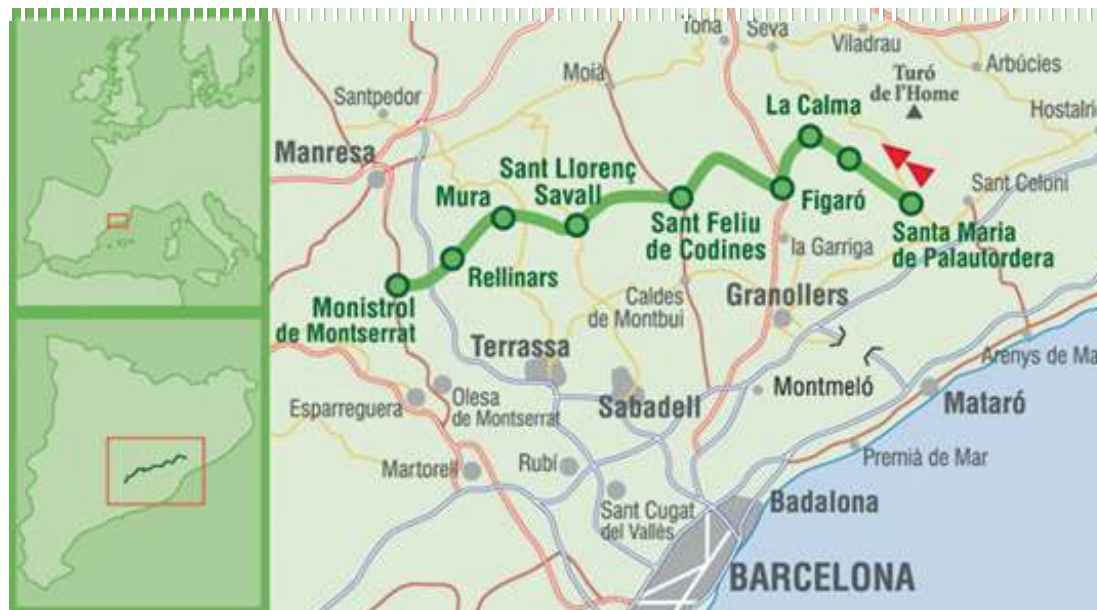 Tona
Seva
Viladrau
Arbúcies
Moià
Turó
de l'Home
Santpedor
La Calma
Hostalric
Manresa
Sant Llorenç
Savall
Mura
Sant Celoni
Sant Feliu
de Codines
Figaró
Santa Maria
de Palautordera
la Garriga
Rellinars
Monistrol
de Montserrat
Caldes
de Montbui
Granollers
Terrassa
Arenys de Ma
Olesa
de Montserrat
Esparreguera
Sabadell
Montmeló
Mataró
Martorell
Rubí
Premià de Mar
Sant Cugat
del Vallès
Badalona
BARCELONA